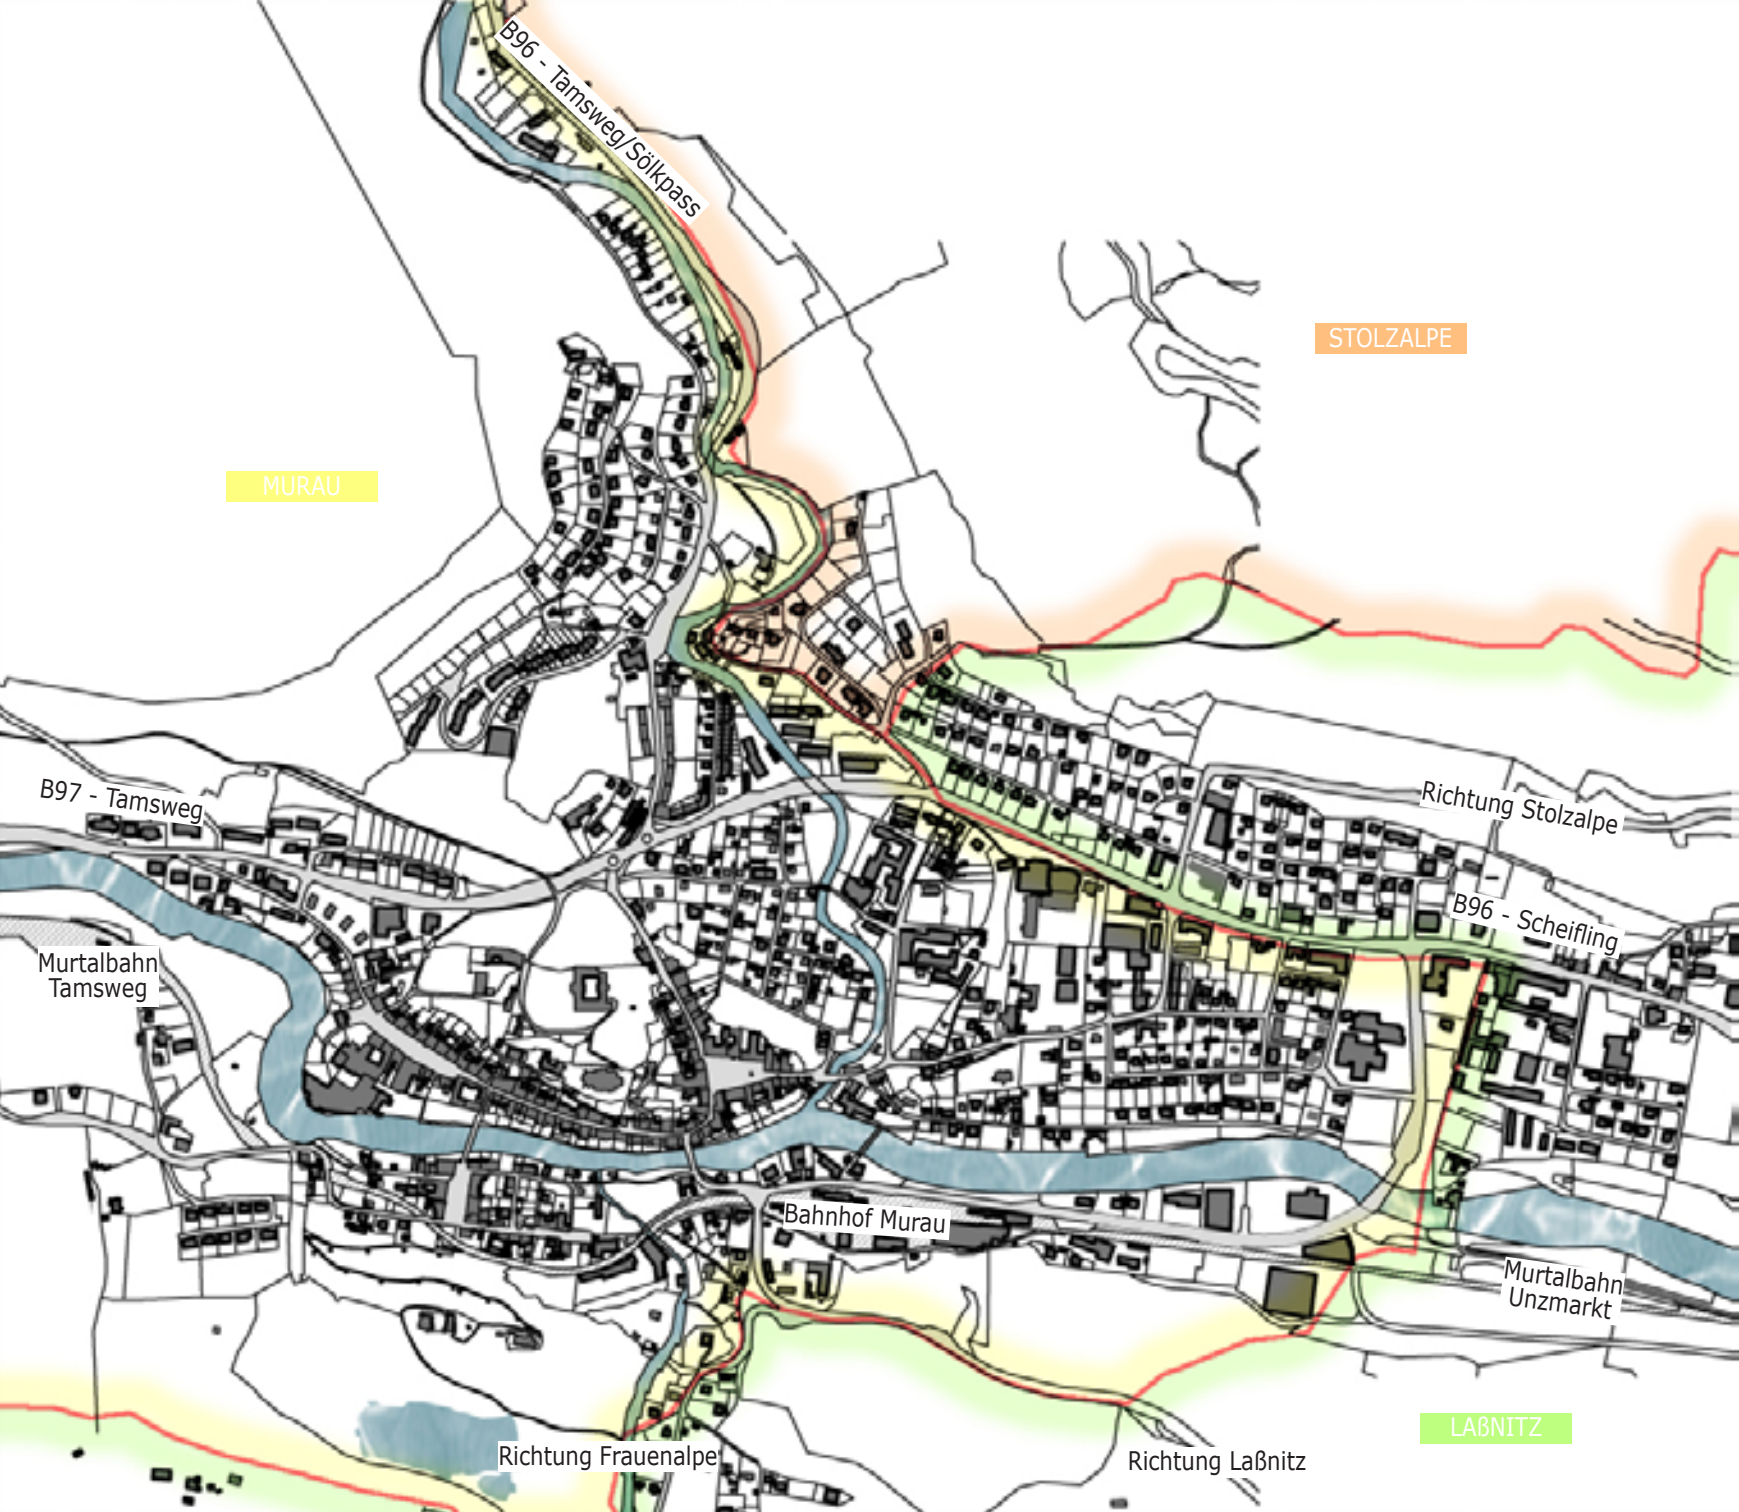 B96 - Tamsweg/Sölkpass
STOLZALPE
MURAU
B97 - Tamsweg
Richtung Stolzalpe
B96 - Scheifling
Murtalbahn
Tamsweg
Bahnhof Murau
Murtalbahn
Unzmarkt
LAßNITZ
Richtung Frauenalpe
Richtung Laßnitz